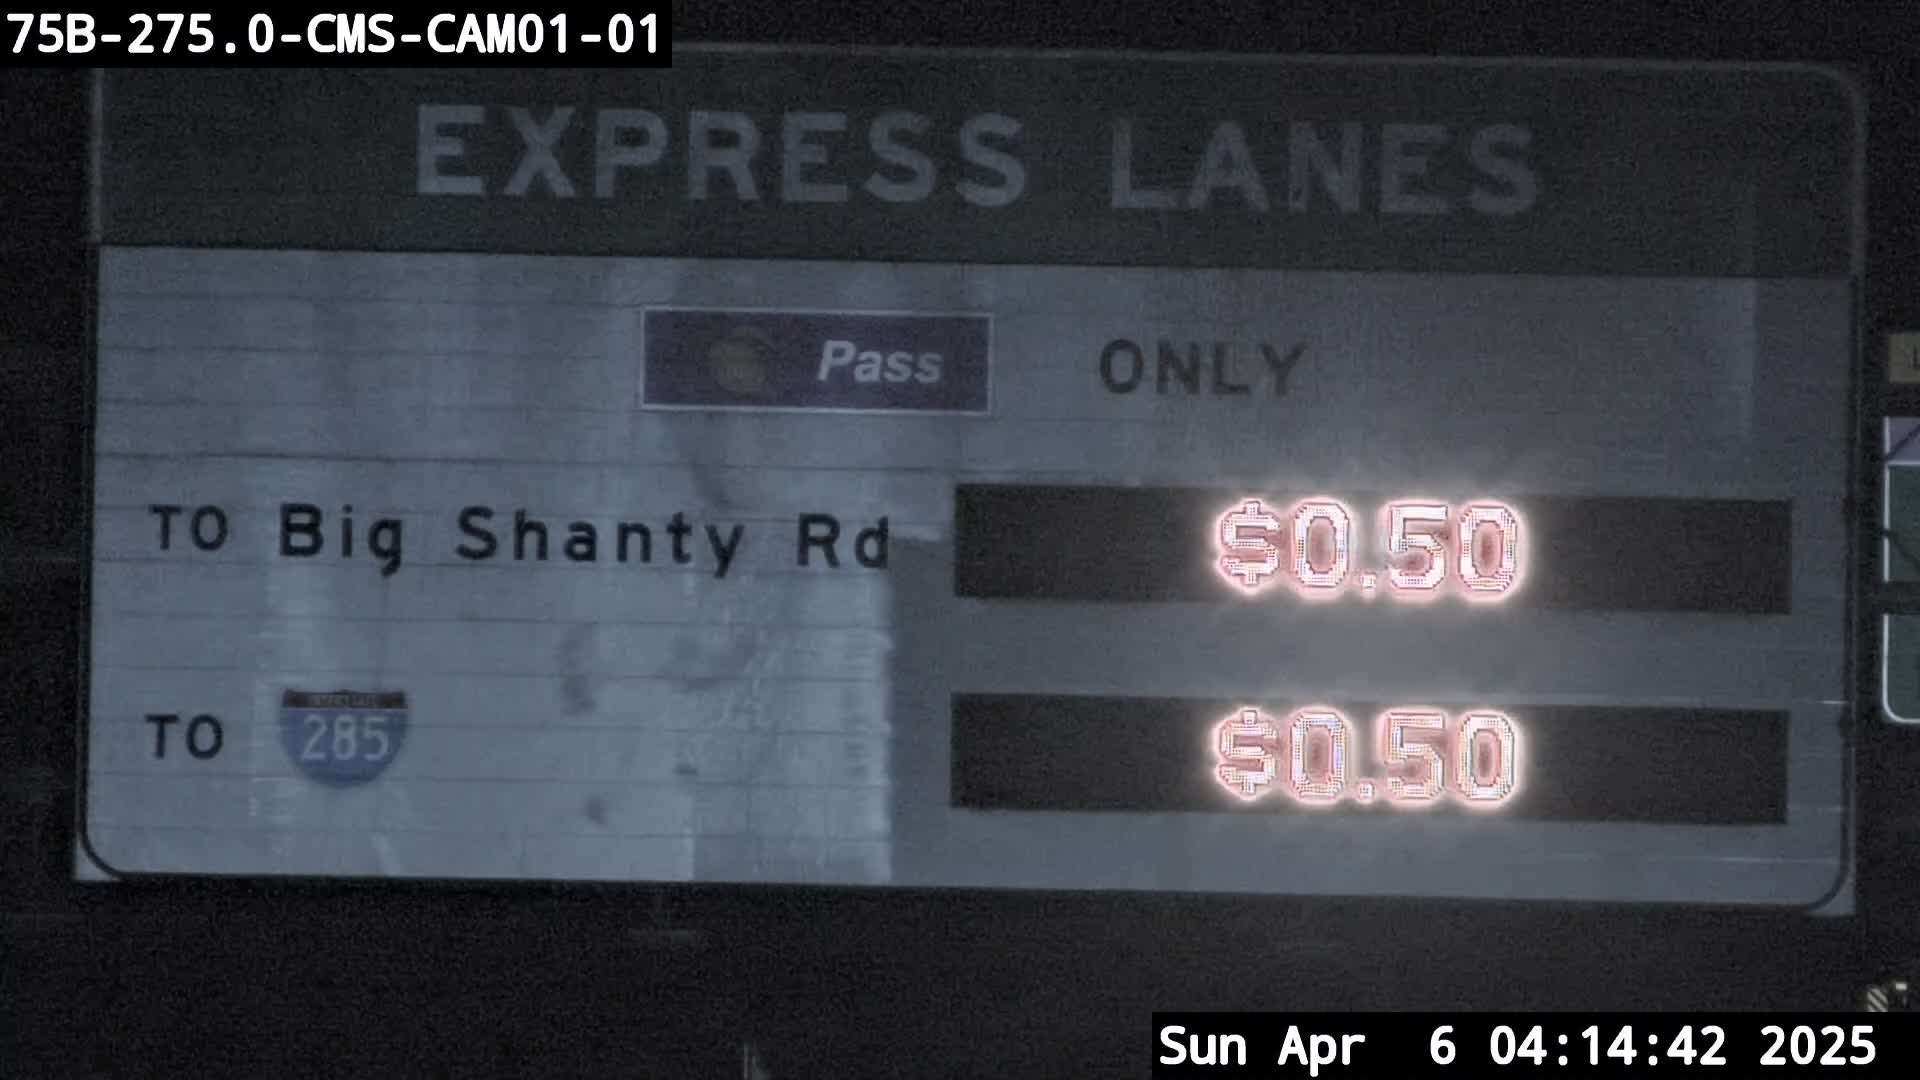 75B-275.0-CMS-CAM01-01
EXPRESS LANES
Pass ONLY
TO Big Shanty Rd $0.50
TO INTERSTATE 285 $0.50
Sun Apr 6 04:14:42 2025